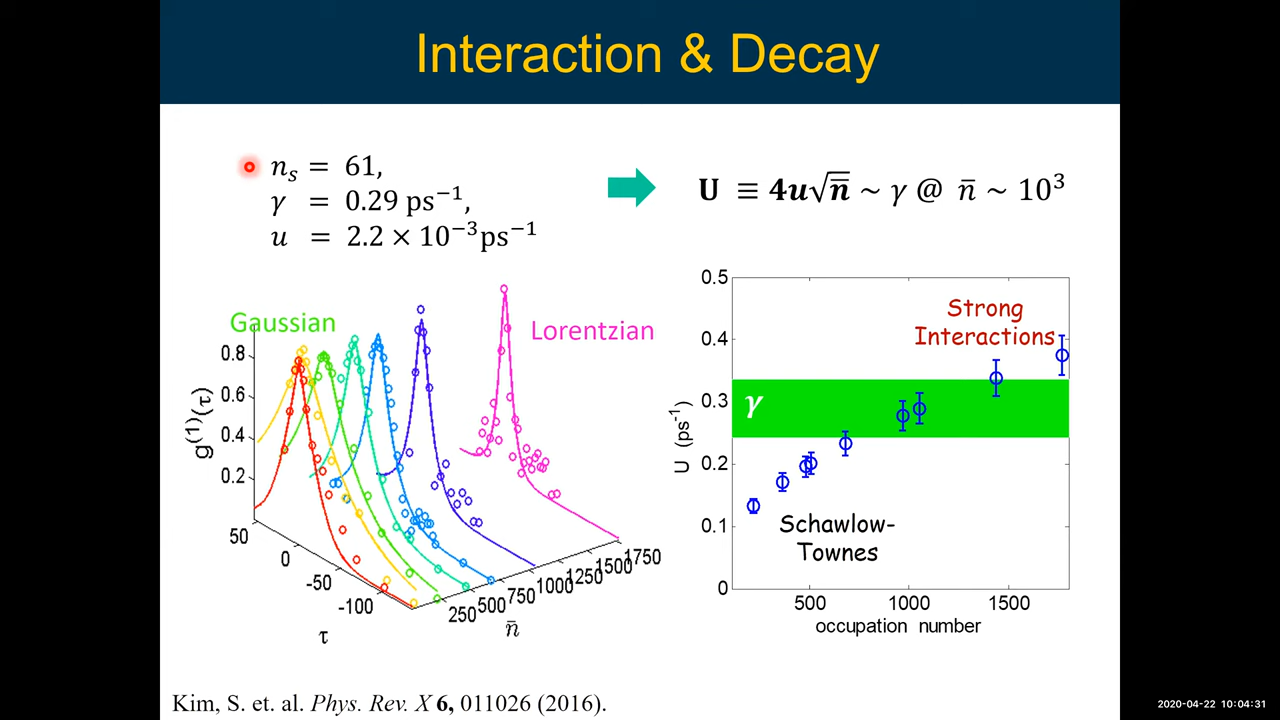 Interaction & Decay
n_s = 61,
γ = 0.29 ps⁻¹,
u = 2.2 × 10⁻³ps⁻¹
U ≡ 4u√n̄ ~ γ @ n̄ ~ 10³
Gaussian
Lorentzian
g⁽¹⁾(τ)
0.8
0.6
0.4
0.2
50
0
-50
-100
τ
250
500
750
1000
1250
1500
1750
n̄
0.5
0.4
0.3
0.2
0.1
0
U (ps⁻¹)
Strong
Interactions
γ
Schawlow-
Townes
500
1000
1500
occupation number
Kim, S. et. al. Phys. Rev. X 6, 011026 (2016).
2020-04-22 10:04:31